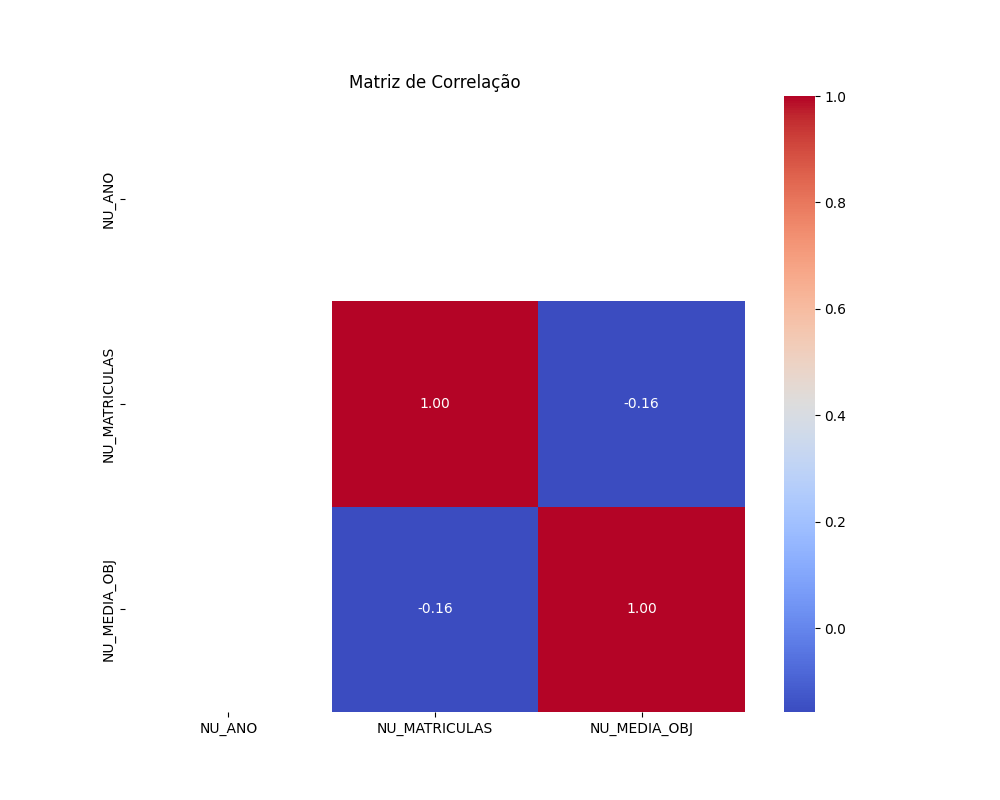 Matriz de Correlação
NU_ANO
NU_MATRICULAS
NU_MEDIA_OBJ
1.00
-0.16
-0.16
1.00
NU_ANO
NU_MATRICULAS
NU_MEDIA_OBJ
1.0
0.8
0.6
0.4
0.2
0.0